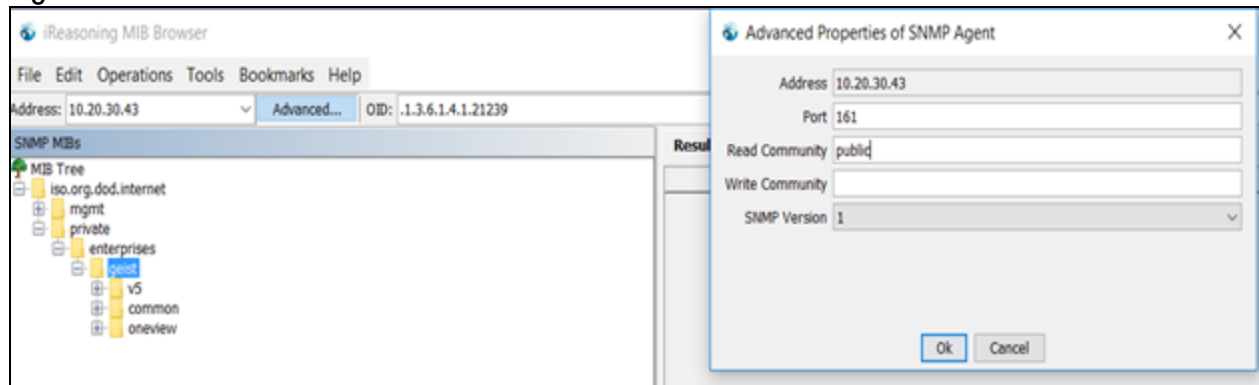 iReasoning MIB Browser
File Edit Operations Tools Bookmarks Help
Address: 10.20.30.43 Advanced... OID: .1.3.6.1.4.1.21239
SNMP MIBs
MIB Tree
iso.org.dod.internet
mgmt
private
enterprises
geist
v5
common
oneview
Resul
Advanced Properties of SNMP Agent
Address 10.20.30.43
Port 161
Read Community public
Write Community
SNMP Version 1
Ok Cancel